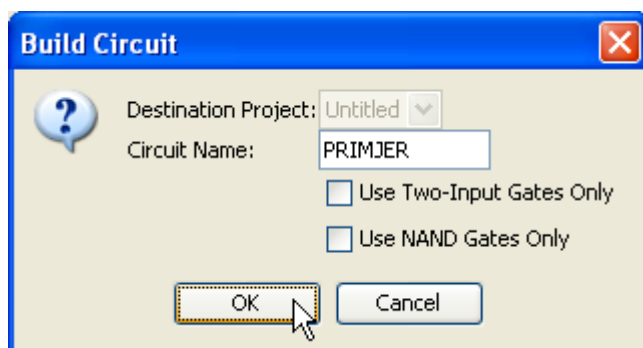 Build Circuit
Destination Project: Untitled
Circuit Name: PRIMJER
Use Two-Input Gates Only
Use NAND Gates Only
OK Cancel